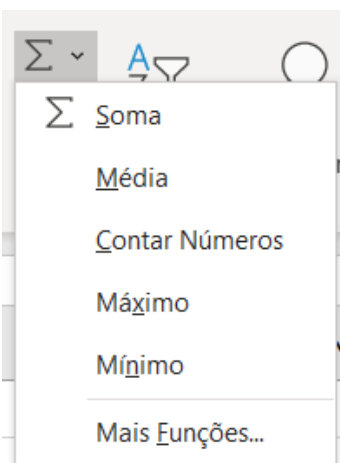 Σ
A
Z
Σ Soma
Média
Contar Números
Máximo
Mínimo
Mais Funções...